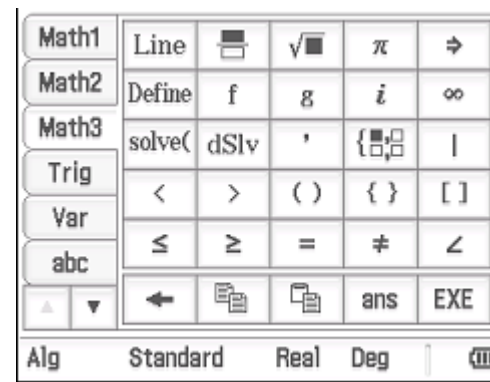 Math1 Line √■ π ⇒
Math2 Define f g i ∞
Math3 solve( dSlv ' {■,□ |
Trig < > ( ) { } [ ]
Var ≤ ≥ = ≠ ∠
abc
▲ ▼ ← ans EXE
Alg Standard Real Deg